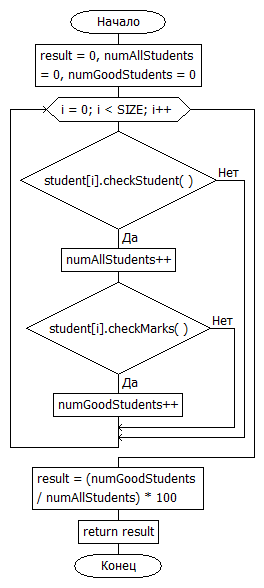 Начало
result = 0, numAllStudents
= 0, numGoodStudents = 0
i = 0; i < SIZE; i++
Нет
student[i].checkStudent( )
Да
numAllStudents++
Нет
student[i].checkMarks( )
Да
numGoodStudents++
result = (numGoodStudents
/ numAllStudents) * 100
return result
Конец